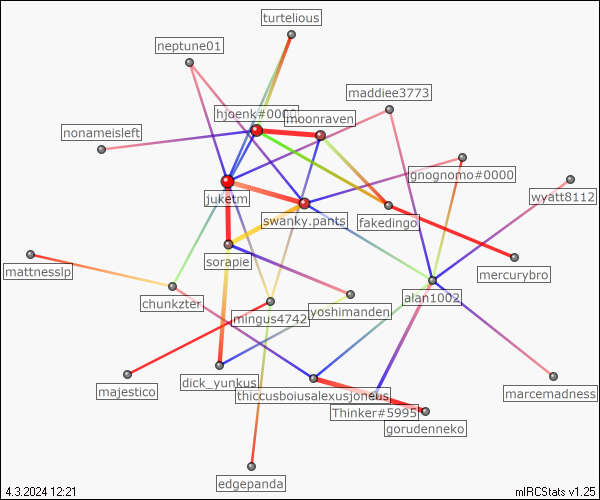 turtelious
neptune01
maddiee3773
hjoenk#0000
moonraven
nonameisleft
gnognomo#0000
wyatt8112
juketm
swanky.pants
fakedingo
sorapie
mercurybro
mattnesslp
chunkzter
alan1002
mingus4742
yoshimanden
majestico
dick_yunkus
marcemadness
thiccusboiusalexusjoneus
Thinker#5995
gorudenneko
edgepanda
4.3.2024 12:21
mIRCStats v1.25